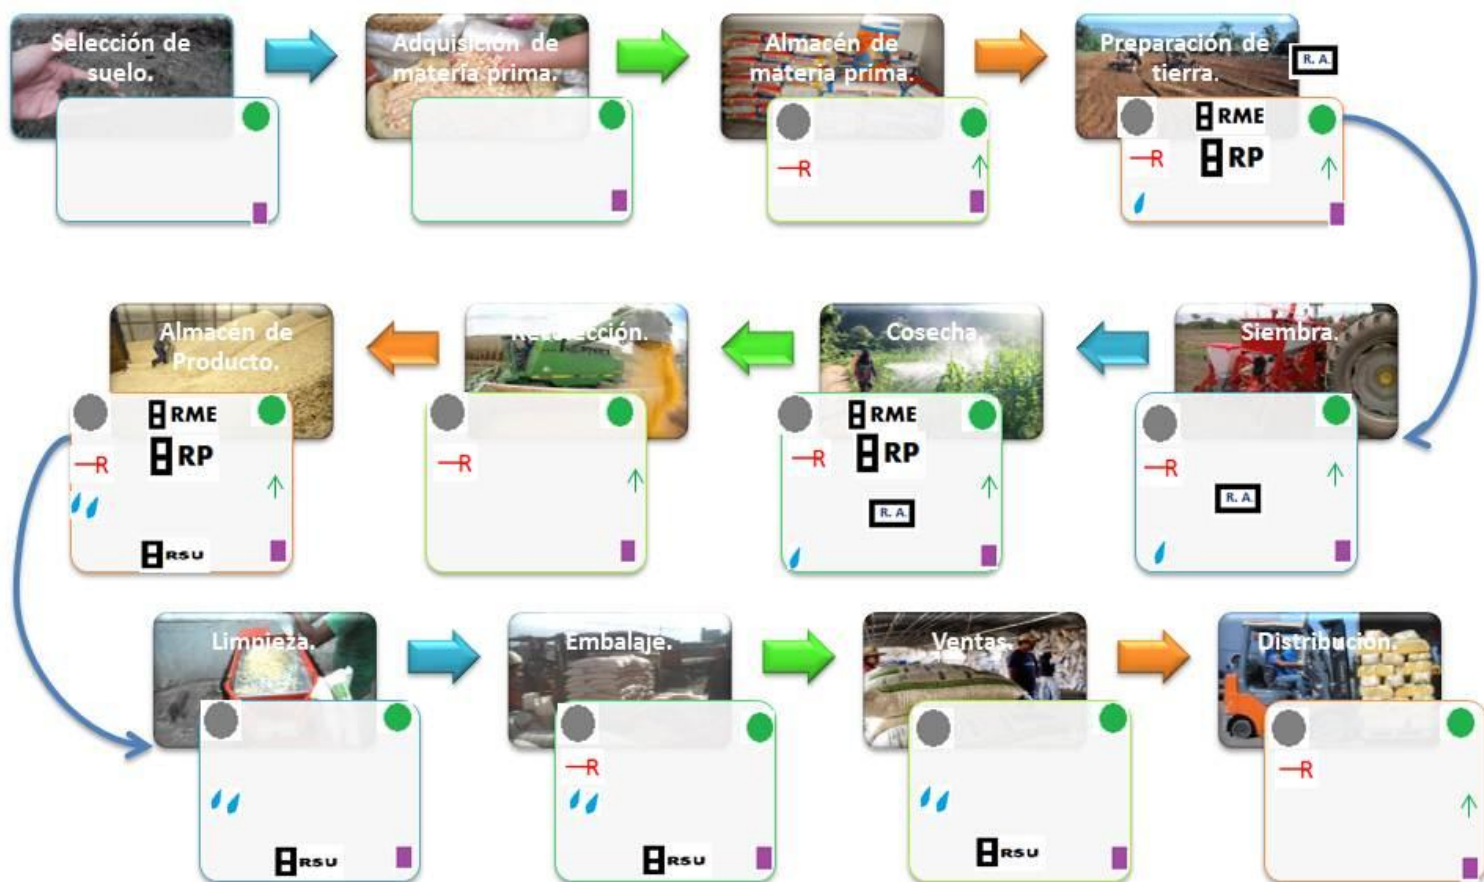 Selección de
suelo.
Adquisición de
materia prima.
Almacén de
materia prima.
Preparación de
tierra.
R. A.
R
R
RME
RP
Almacén de
Producto.
Recolección.
Cosecha.
Siembra.
R
RME
RP
RSU
R
R
RME
RP
R. A.
R
R. A.
Limpieza.
Embalaje.
Ventas.
Distribución.
RSU
R
RSU
RSU
R